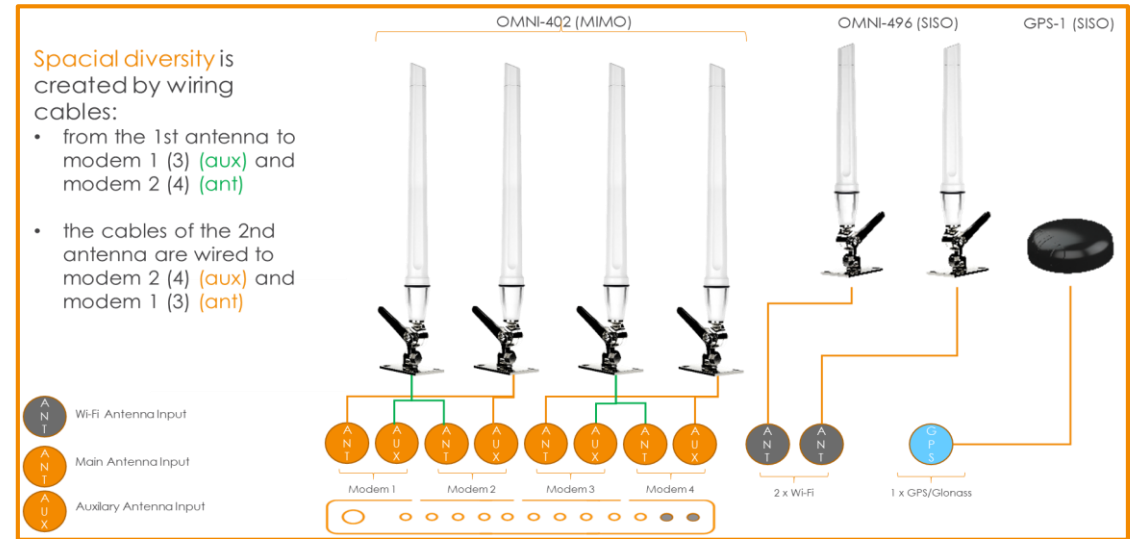 OMNI-402 (MIMO)
OMNI-496 (SISO)
GPS-1 (SISO)
Spacial diversity is
created by wiring
cables:
• from the 1st antenna to
modem 1 (3) (aux) and
modem 2 (4) (ant)
• the cables of the 2nd
antenna are wired to
modem 2 (4) (aux) and
modem 1 (3) (ant)
ANT
Wi-Fi Antenna Input
ANT
Main Antenna Input
AUX
Auxilary Antenna Input
ANT
AUX
ANT
AUX
ANT
AUX
ANT
AUX
ANT
ANT
GPS
Modem 1
Modem 2
Modem 3
Modem 4
2 x Wi-Fi
1 x GPS/Glonass